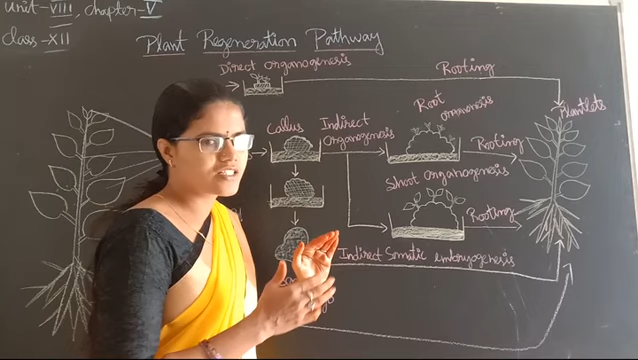 Unit-VIII, chapter-V
Class-XII
Plant Regeneration Pathway
Direct organogenesis
Rooting
Root
organogenesis
Plantlets
Callus
Indirect
Organogenesis
Rooting
Shoot Organogenesis
Rooting
Indirect Somatic embryogenesis